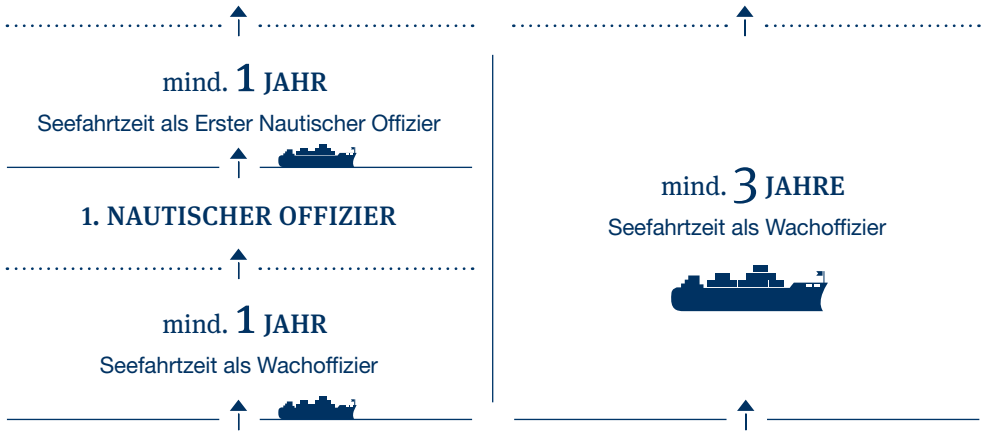 mind. 1 JAHR
Seefahrtzeit als Erster Nautischer Offizier
1. NAUTISCHER OFFIZIER
mind. 1 JAHR
Seefahrtzeit als Wachoffizier
mind. 3 JAHRE
Seefahrtzeit als Wachoffizier